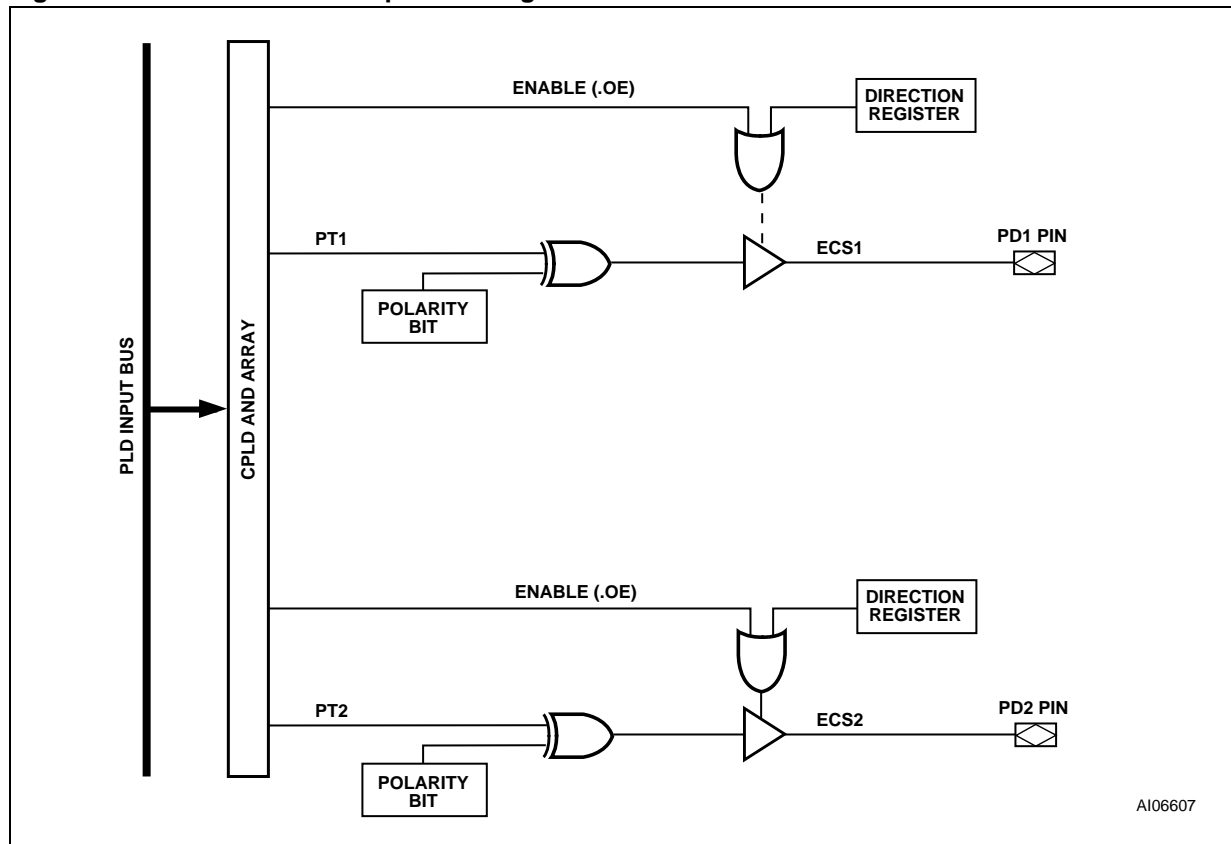 ENABLE (.OE)
DIRECTION
REGISTER
PT1
ECS1
PD1 PIN
POLARITY
BIT
PLD INPUT BUS
CPLD AND ARRAY
ENABLE (.OE)
DIRECTION
REGISTER
PT2
ECS2
PD2 PIN
POLARITY
BIT
AI06607